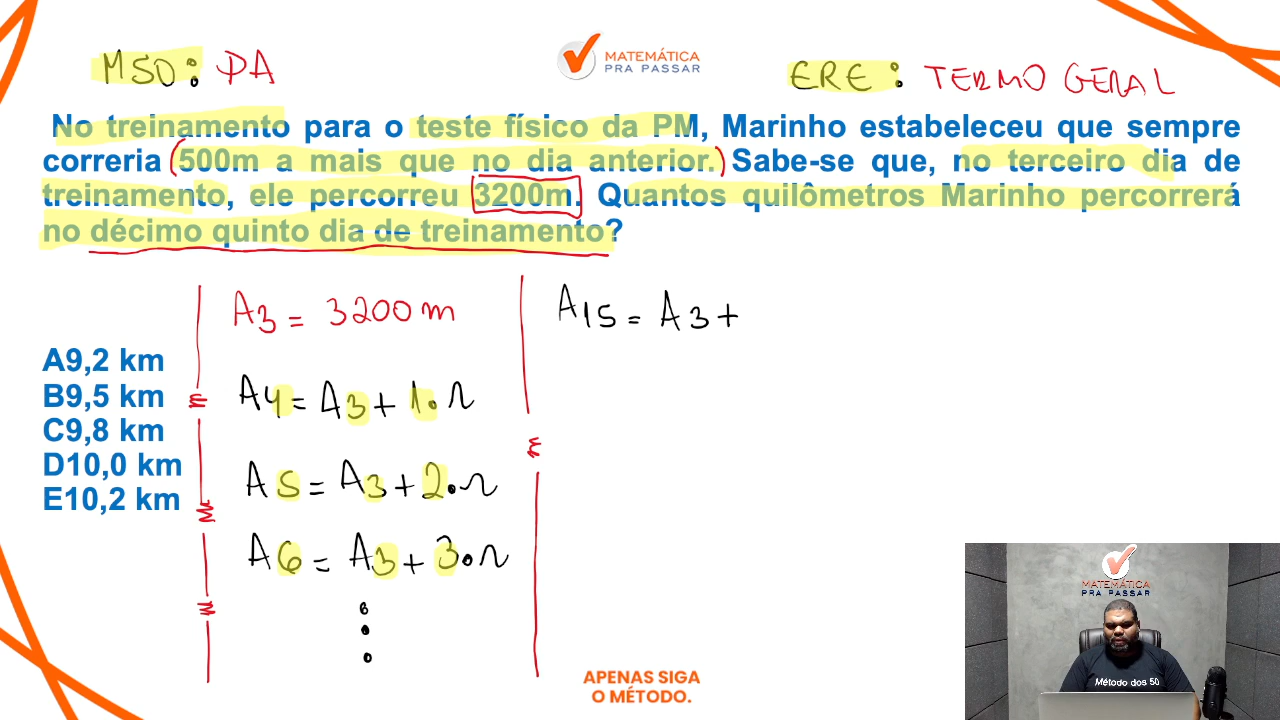 M50: PA
MATEMÁTICA
PRA PASSAR
ERE: TERMO GERAL
No treinamento para o teste físico da PM, Marinho estabeleceu que sempre
correria (500m a mais que no dia anterior.) Sabe-se que, no terceiro dia de
treinamento, ele percorreu 3200m. Quantos quilômetros Marinho percorrerá
no décimo quinto dia de treinamento?
A9,2 km
B9,5 km
C9,8 km
D10,0 km
E10,2 km
A3 = 3200 m
A4 = A3 + 1.r
A5 = A3 + 2.r
A6 = A3 + 3.r
A15 = A3 +
MATEMÁTICA
PRA PASSAR
Método dos 50
APENAS SIGA
O MÉTODO.